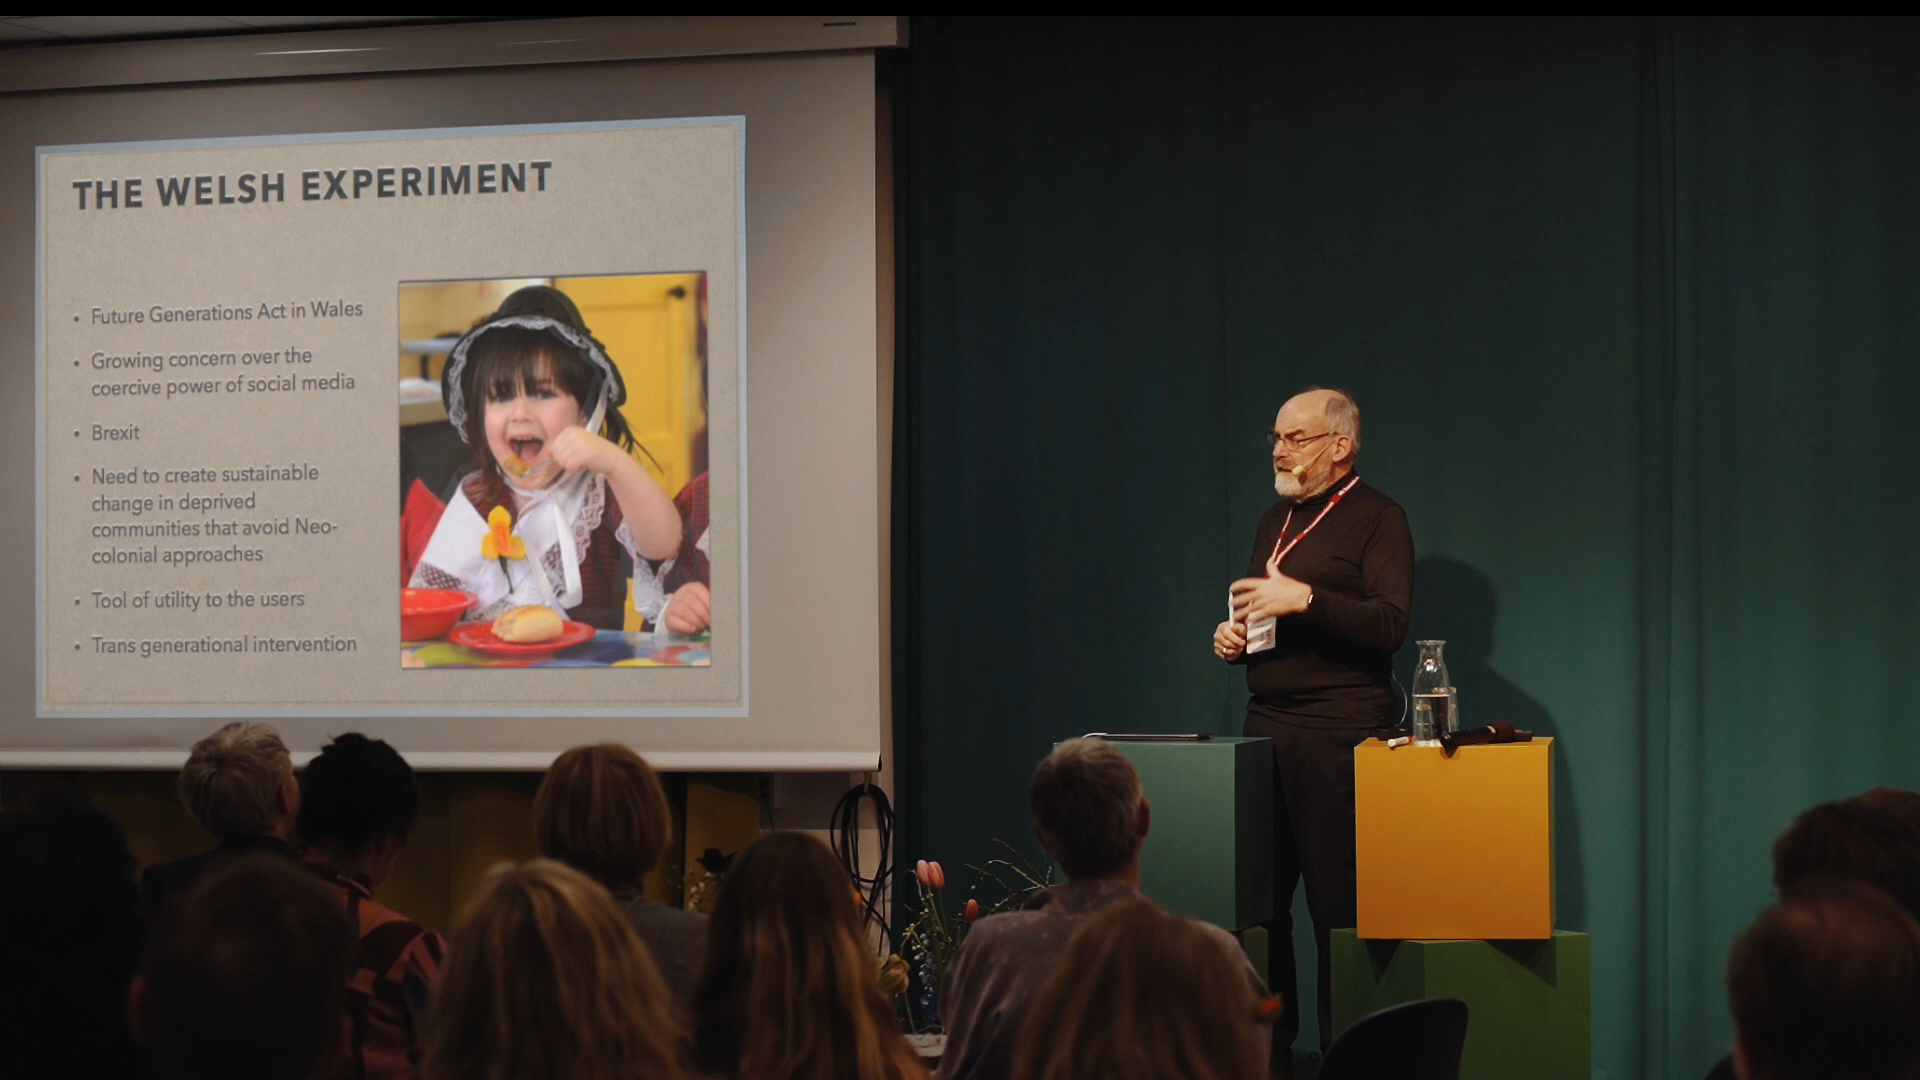 THE WELSH EXPERIMENT
• Future Generations Act in Wales
• Growing concern over the
coercive power of social media
• Brexit
• Need to create sustainable
change in deprived
communities that avoid Neo-
colonial approaches
• Tool of utility to the users
• Trans generational intervention